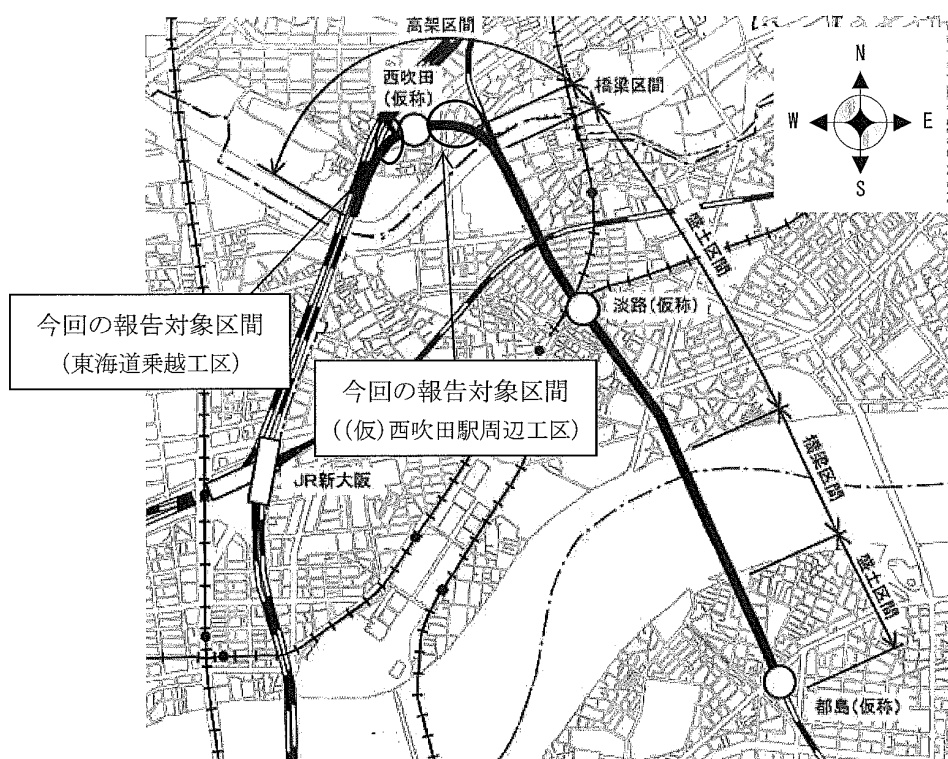 高架区間
西吹田
(仮称)
橋梁区間
N
W
E
S
盛土区間
淡路(仮称)
今回の報告対象区間
(東海道乗越工区)
今回の報告対象区間
((仮)西吹田駅周辺工区)
JR新大阪
橋梁区間
盛土区間
都島(仮称)